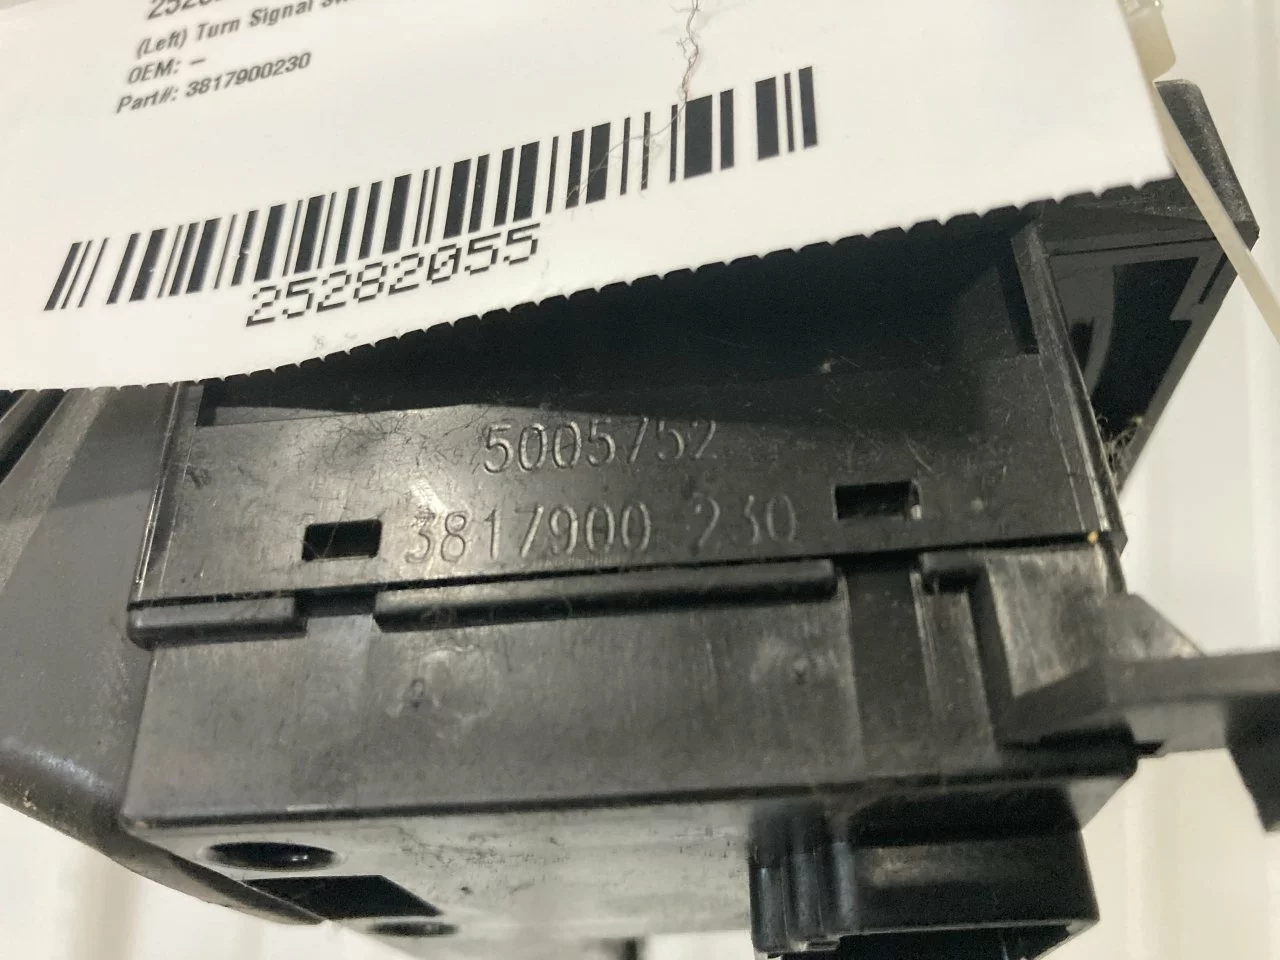 (Left) Turn Signal
OEM: –
Part#: 3817900230
25282055
5005752
3817900 230